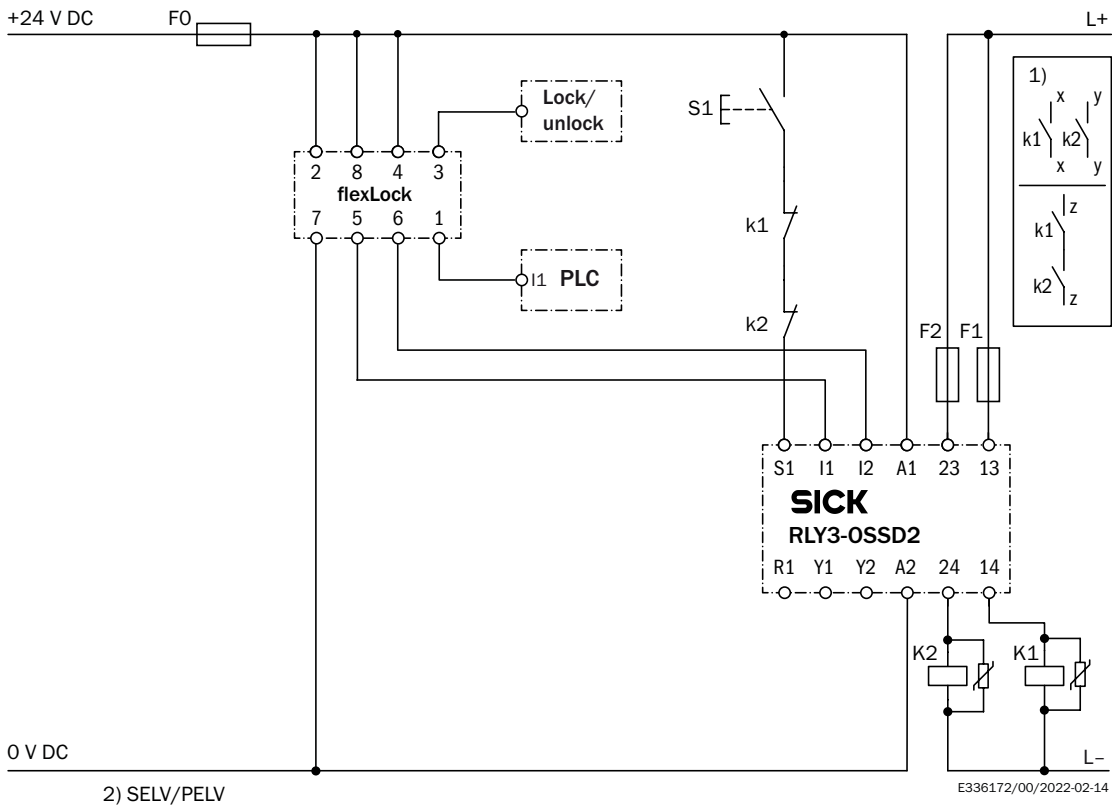 +24 V DC
F0
L+
Lock/
unlock
S1
1)
x y
k1 k2
x y
z
k1
k2
z
2 8 4 3
flexLock
7 5 6 1
I1 PLC
k1
k2
F2 F1
S1 I1 I2 A1 23 13
SICK
RLY3-OSSD2
R1 Y1 Y2 A2 24 14
K2 K1
0 V DC
L–
2) SELV/PELV
E336172/00/2022-02-14